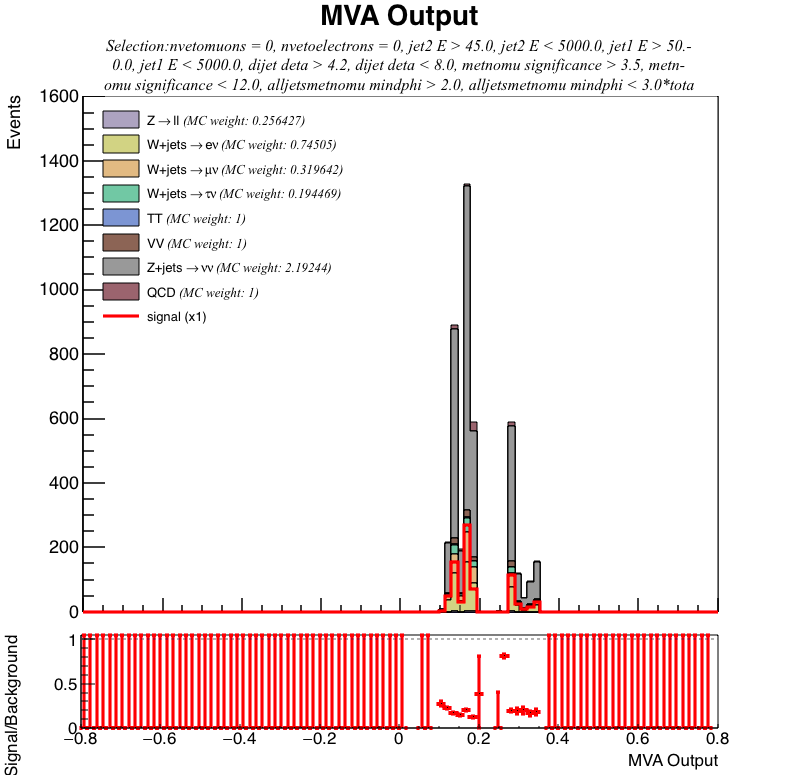 MVA Output
Selection:nvetomuons = 0, nvetoelectrons = 0, jet2 E > 45.0, jet2 E < 5000.0, jet1 E > 50.-
0.0, jet1 E < 5000.0, dijet deta > 4.2, dijet deta < 8.0, metnomu significance > 3.5, metn-
omu significance < 12.0, alljetsmetnomu mindphi > 2.0, alljetsmetnomu mindphi < 3.0*tota
Events
1600
1400
1200
1000
800
600
400
200
0
Z→ll (MC weight: 0.256427)
W+jets→eν (MC weight: 0.74505)
W+jets→μν (MC weight: 0.319642)
W+jets→τν (MC weight: 0.194469)
TT (MC weight: 1)
VV (MC weight: 1)
Z+jets→νν (MC weight: 2.19244)
QCD (MC weight: 1)
signal (x1)
Signal/Background
1
0.5
0
−0.8 −0.6 −0.4 −0.2 0 0.2 0.4 0.6 0.8
MVA Output